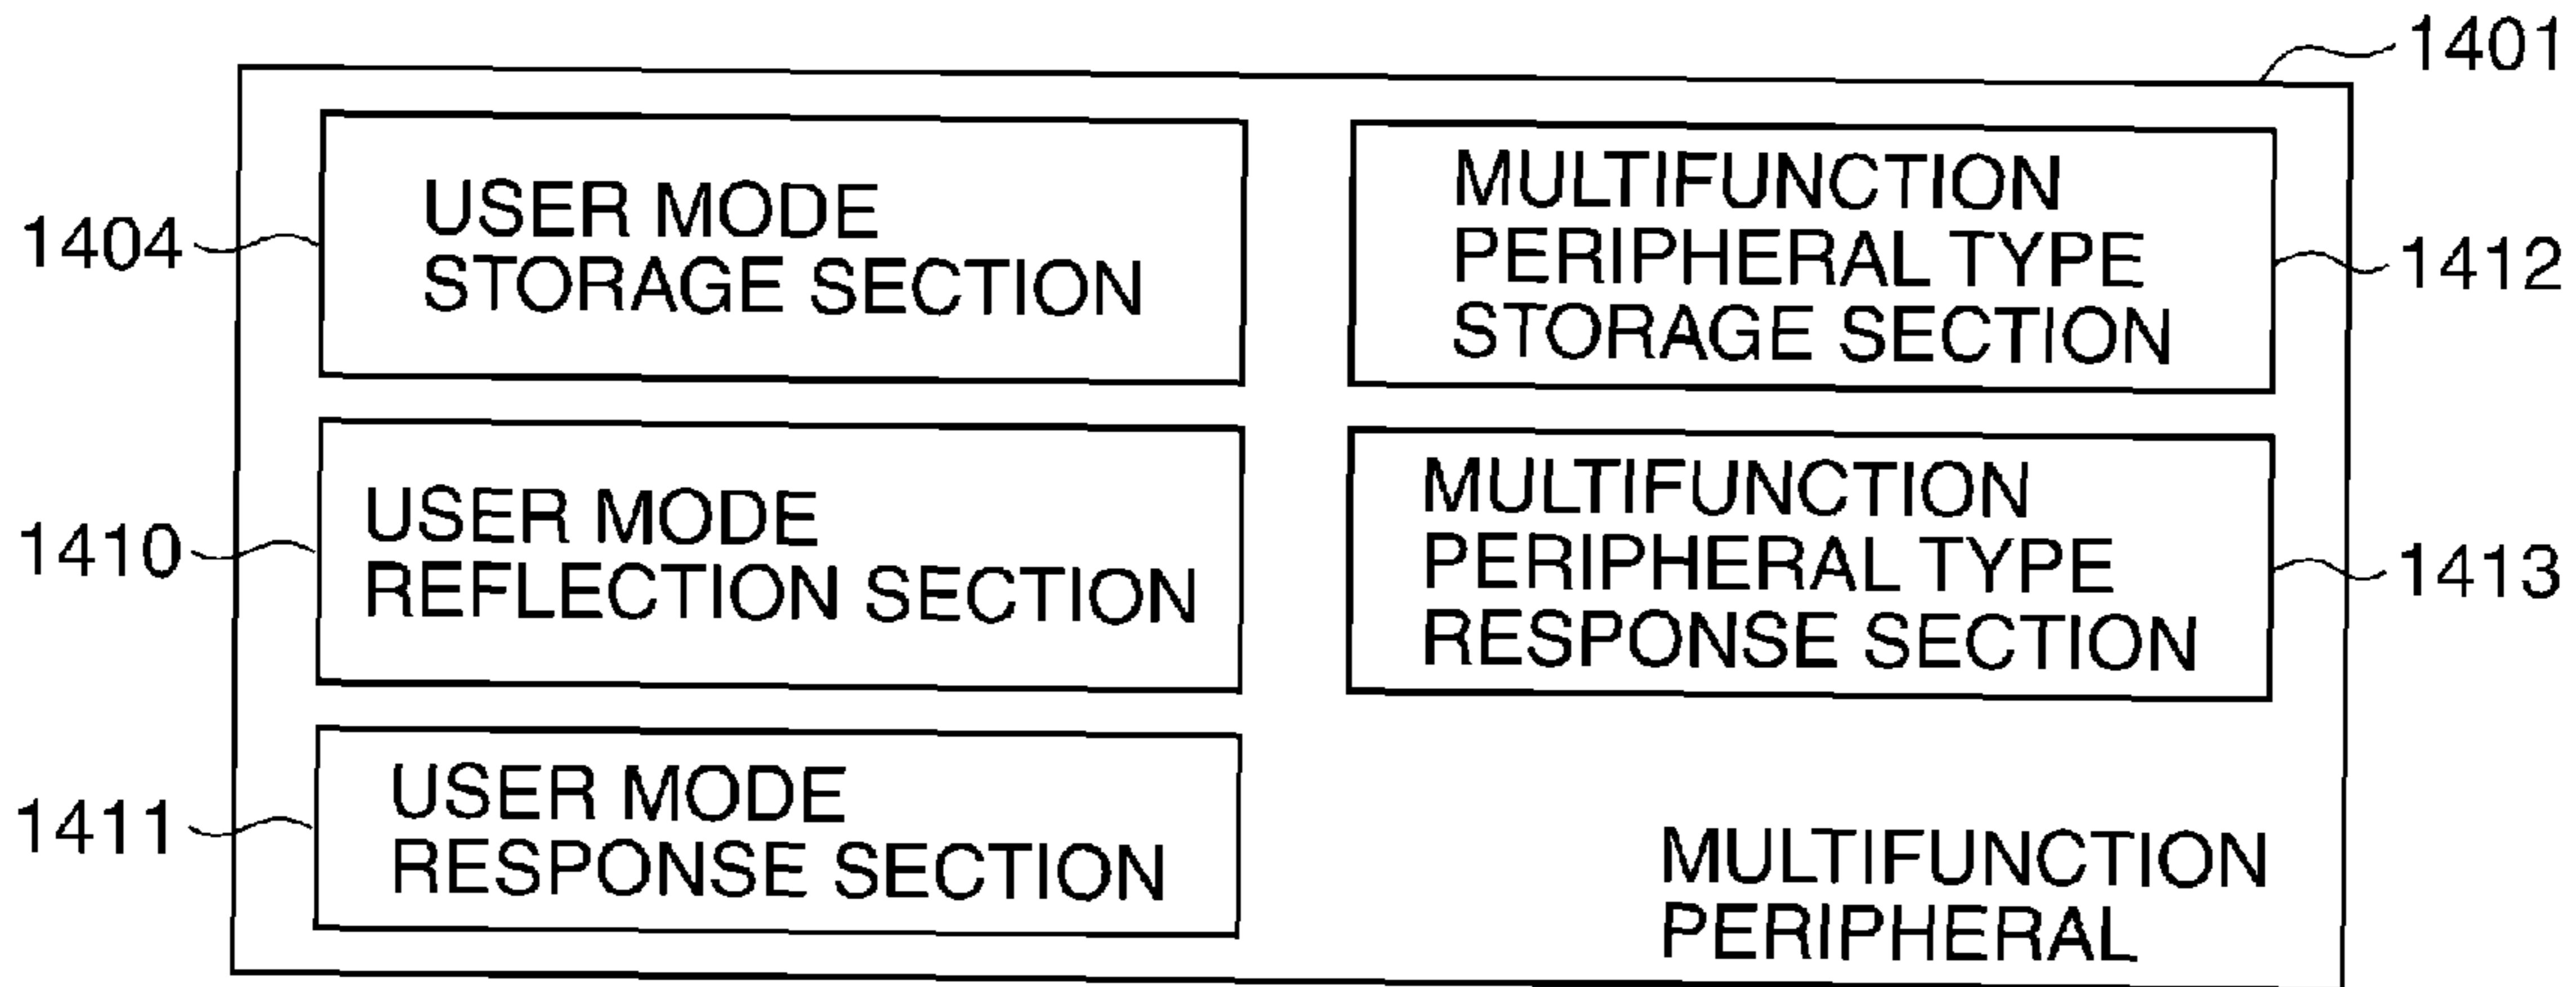 1401
1404
USER MODE
STORAGE SECTION
MULTIFUNCTION
PERIPHERAL TYPE
STORAGE SECTION
1412
1410
USER MODE
REFLECTION SECTION
MULTIFUNCTION
PERIPHERAL TYPE
RESPONSE SECTION
1413
1411
USER MODE
RESPONSE SECTION
MULTIFUNCTION
PERIPHERAL